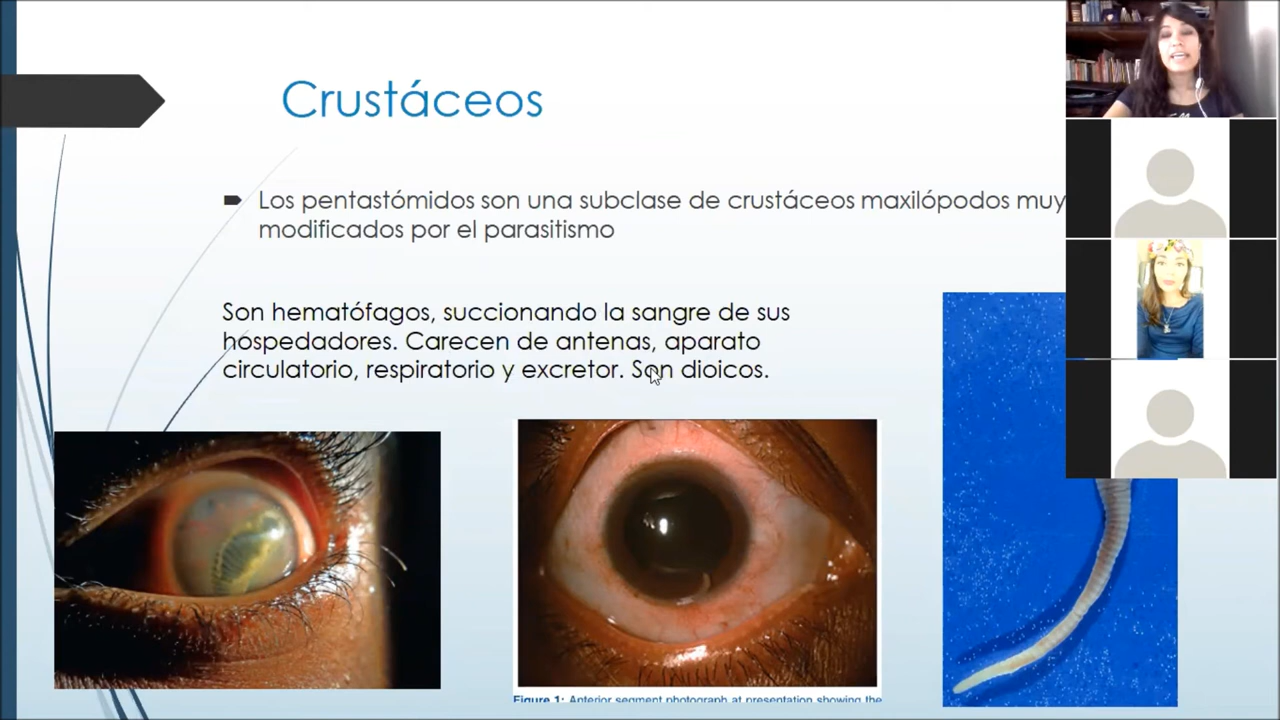 Crustáceos
Los pentastómidos son una subclase de crustáceos maxilópodos muy
modificados por el parasitismo
Son hematófagos, succionando la sangre de sus
hospedadores. Carecen de antenas, aparato
circulatorio, respiratorio y excretor. Son dioicos.
Figure 1: Anterior segment photograph at presentation showing the